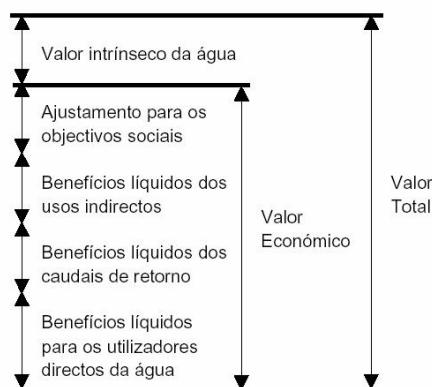 Valor intrínseco da água
Ajustamento para os
objectivos sociais
Benefícios líquidos dos
usos indirectos
Benefícios líquidos dos
caudais de retorno
Benefícios líquidos
para os utilizadores
directos da água
Valor
Económico
Valor
Total